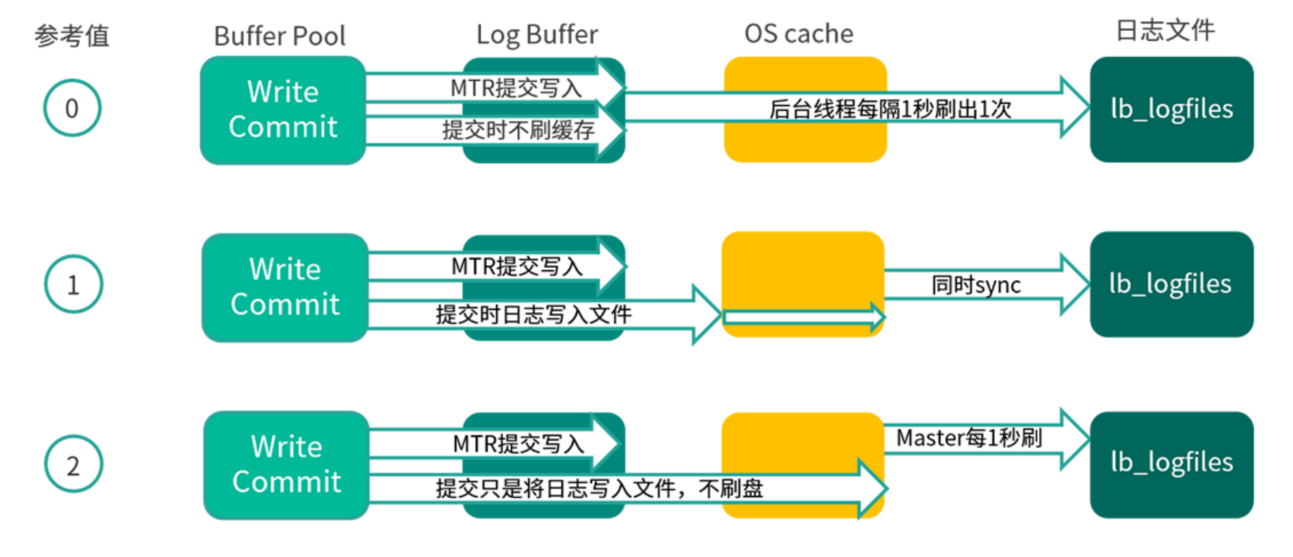 参考值
Buffer Pool
Log Buffer
OS cache
日志文件
0
Write
Commit
MTR提交写入
提交时不刷缓存
后台线程每隔1秒刷出1次
lb_logfiles
1
Write
Commit
MTR提交写入
提交时日志写入文件
同时sync
lb_logfiles
2
Write
Commit
MTR提交写入
提交只是将日志写入文件，不刷盘
Master每1秒刷
lb_logfiles